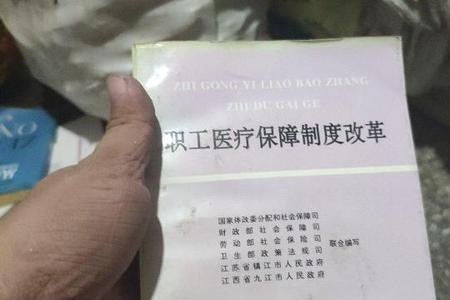 ZHI GONG YI LIAO BAO ZHANG
ZHI DU GAI GE
职工医疗保障制度改革
国家体改委分配和社会保障司
财政部社会保障司
劳动部社会保险司
卫生部政策法规司
江苏省镇江市人民政府
江西省九江市人民政府
联合编写